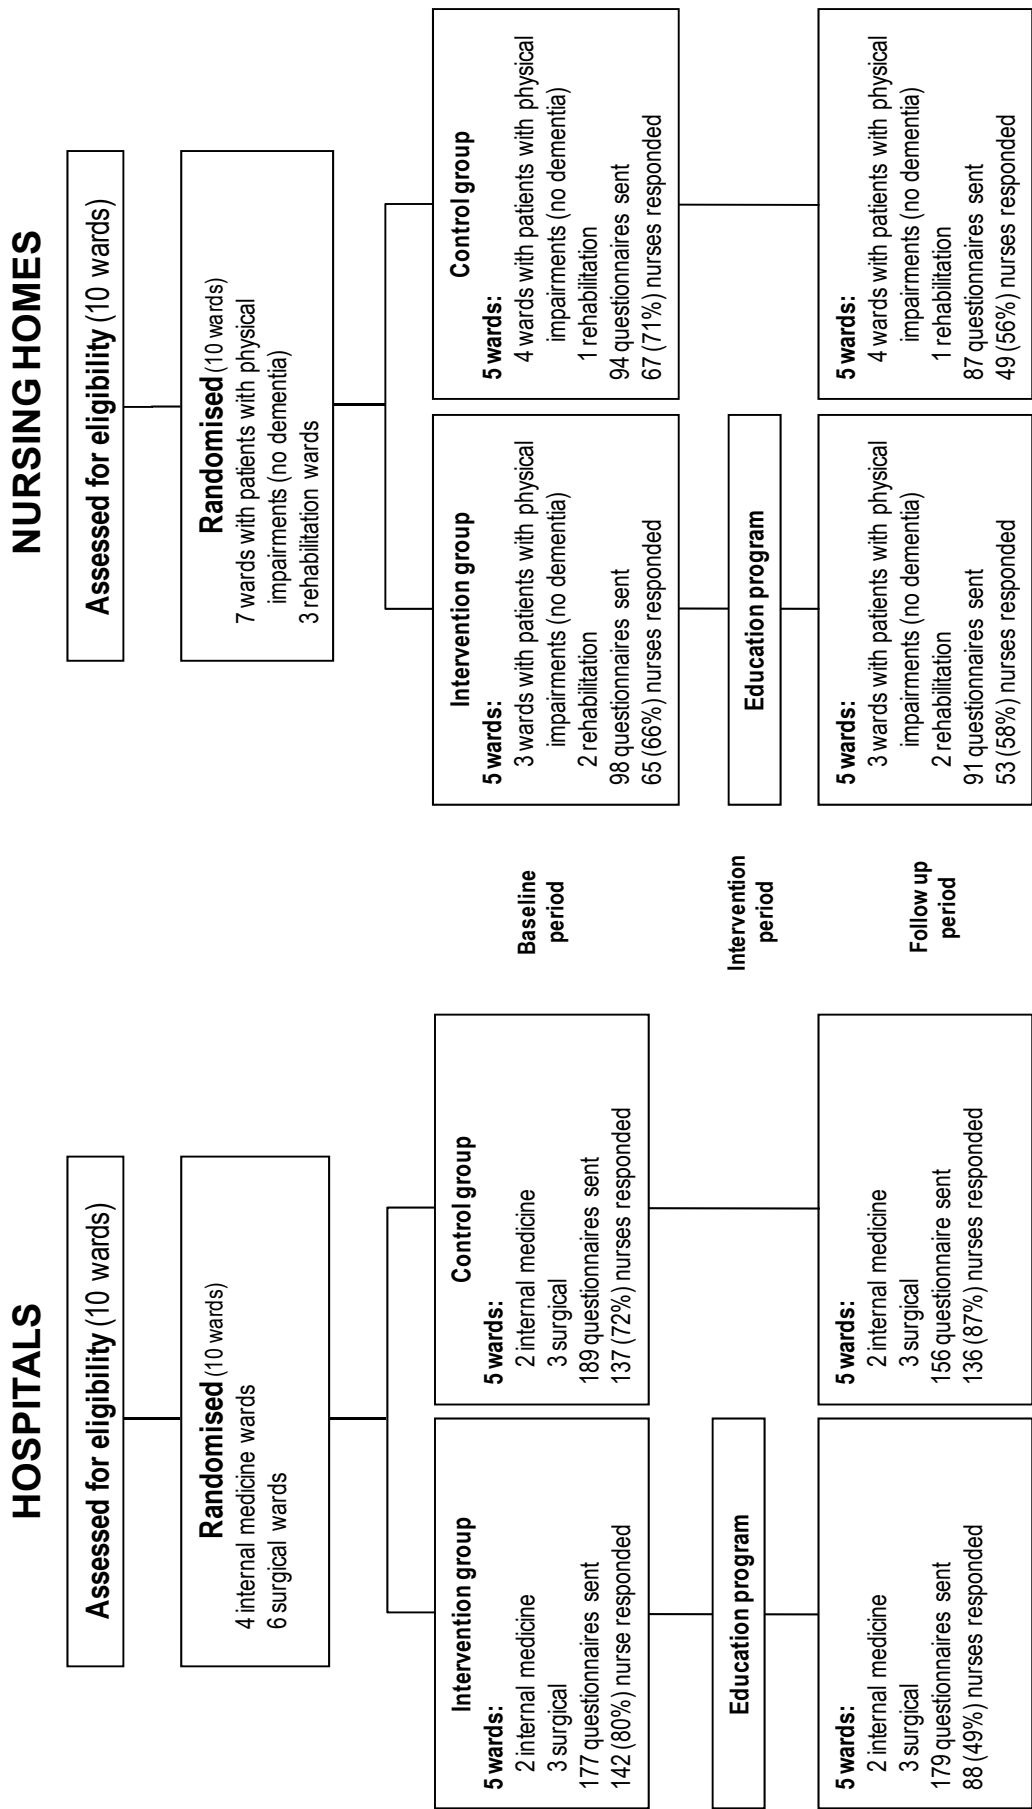 HOSPITALS
Assessed for eligibility (10 wards)
Randomised (10 wards)
4 internal medicine wards
6 surgical wards
Intervention group
5 wards:
2 internal medicine
3 surgical
177 questionnaires sent
142 (80%) nurse responded
Control group
5 wards:
2 internal medicine
3 surgical
189 questionnaires sent
137 (72%) nurses responded
Education program
5 wards:
2 internal medicine
3 surgical
179 questionnaires sent
88 (49%) nurses responded
5 wards:
2 internal medicine
3 surgical
156 questionnaire sent
136 (87%) nurses responded
Baseline
period
Intervention
period
Follow up
period
NURSING HOMES
Assessed for eligibility (10 wards)
Randomised (10 wards)
7 wards with patients with physical
impairments (no dementia)
3 rehabilitation wards
Intervention group
5 wards:
3 wards with patients with physical
impairments (no dementia)
2 rehabilitation
98 questionnaires sent
65 (66%) nurses responded
Control group
5 wards:
4 wards with patients with physical
impairments (no dementia)
1 rehabilitation
94 questionnaires sent
67 (71%) nurses responded
Education program
5 wards:
3 wards with patients with physical
impairments (no dementia)
2 rehabilitation
91 questionnaires sent
53 (58%) nurses responded
5 wards:
4 wards with patients with physical
impairments (no dementia)
1 rehabilitation
87 questionnaires sent
49 (56%) nurses responded